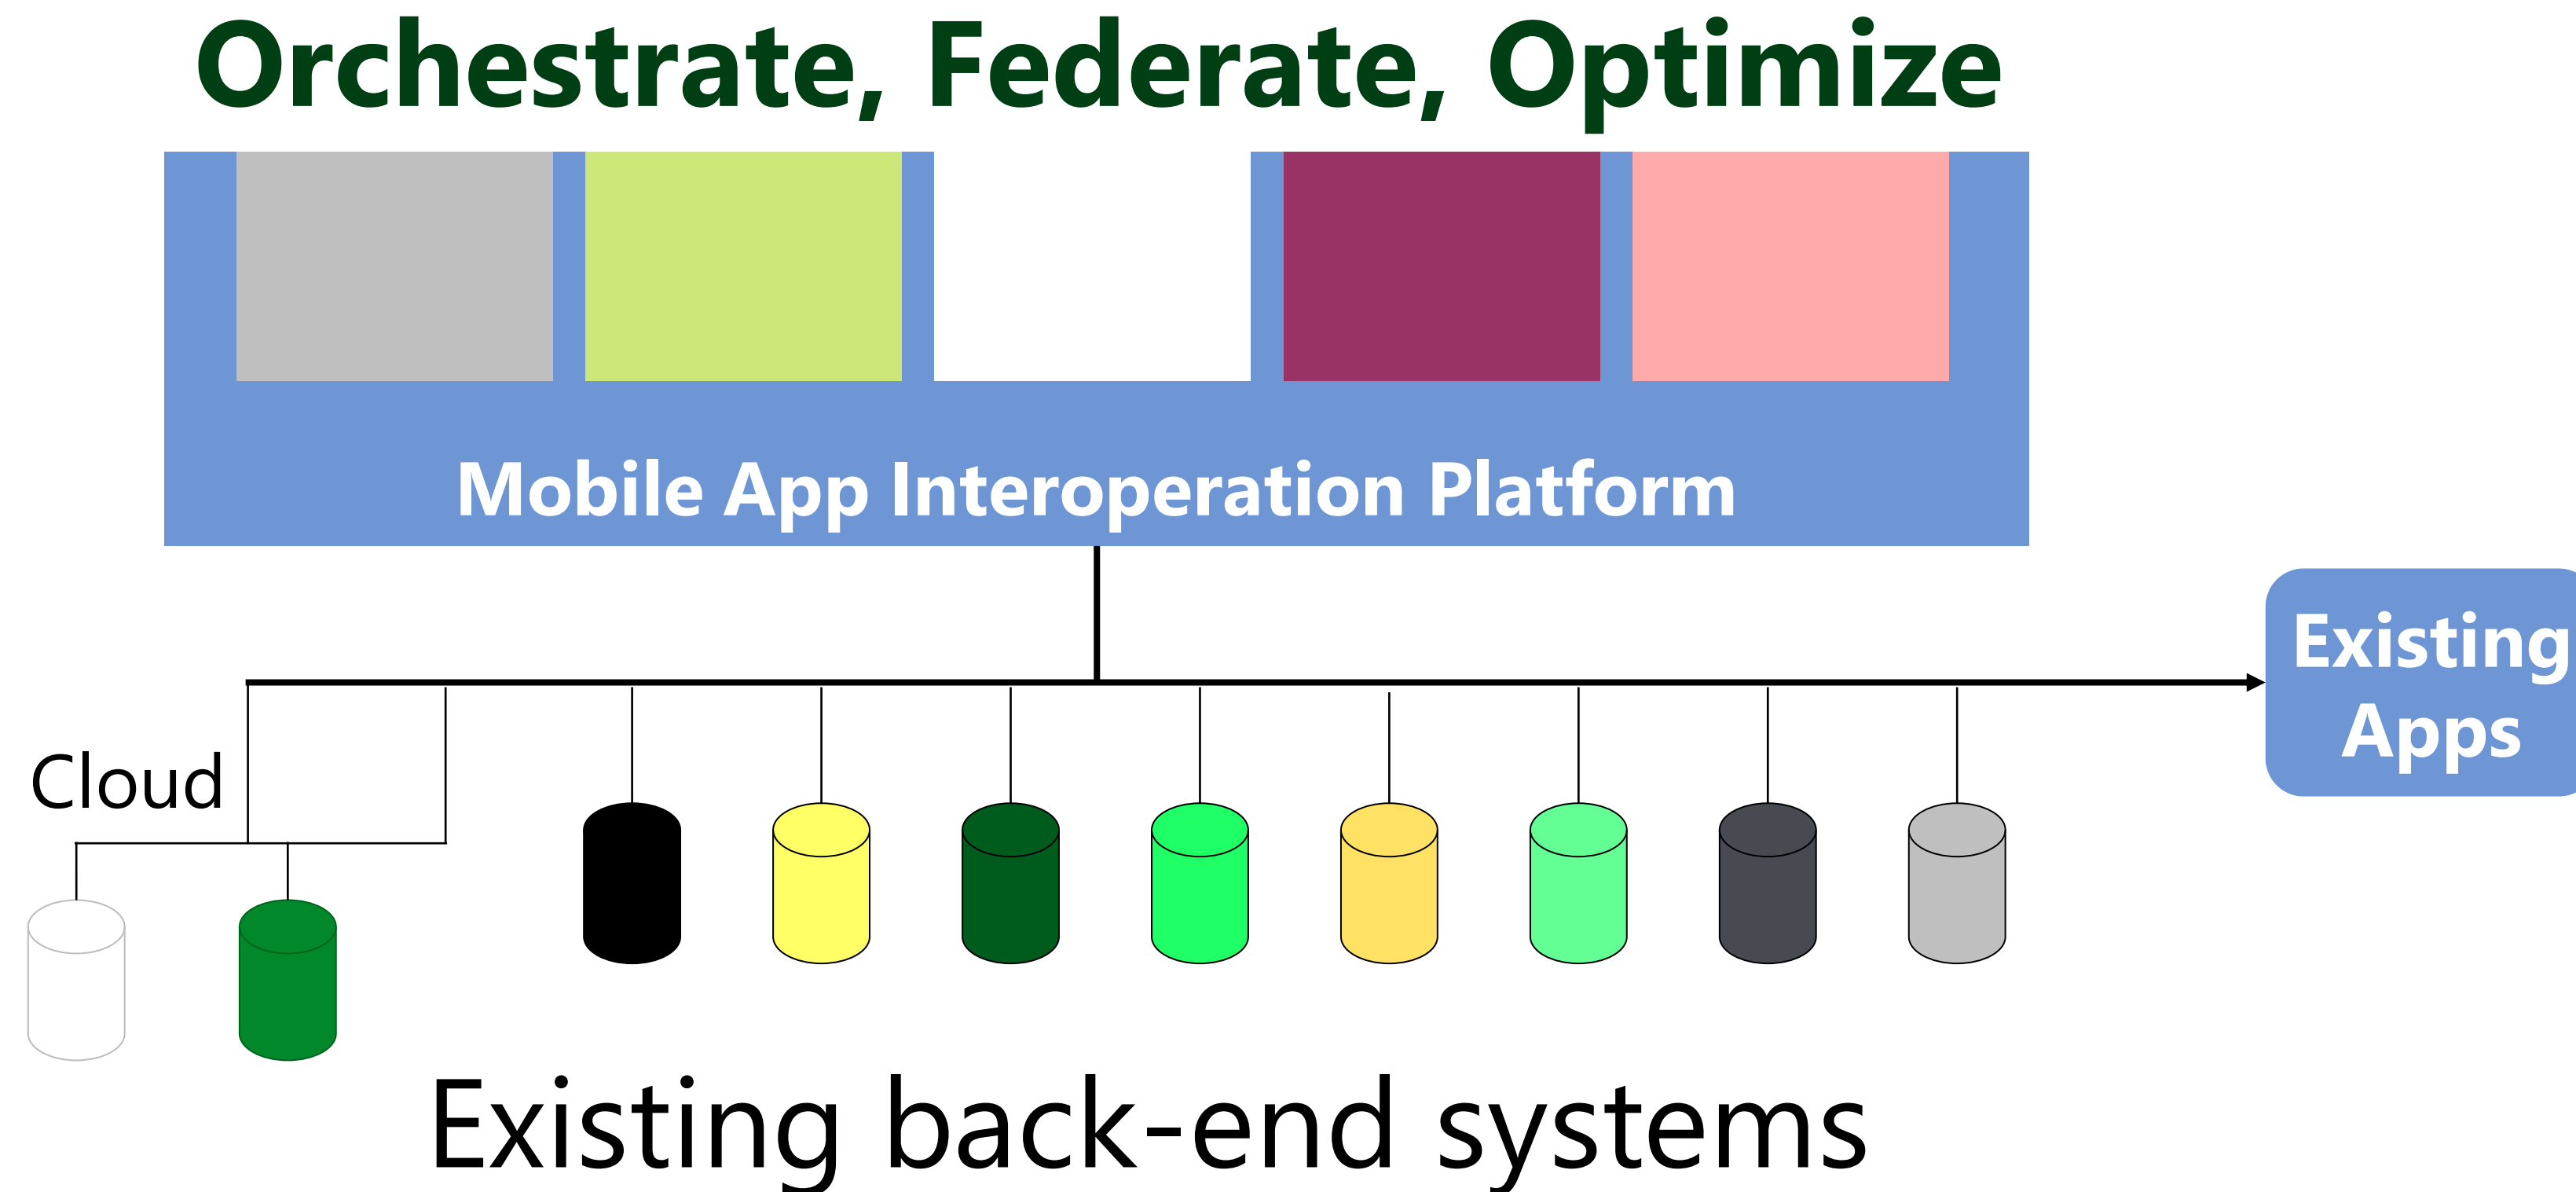 Orchestrate, Federate, Optimize
Mobile App Interoperation Platform
Existing
Apps
Cloud
Existing back-end systems